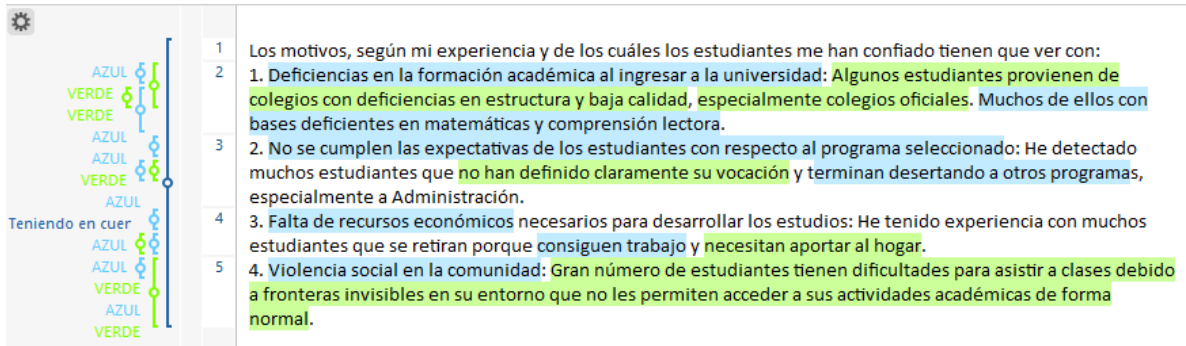 AZUL
VERDE
VERDE
AZUL
AZUL
VERDE
AZUL
Teniendo en cuer
AZUL
AZUL
VERDE
AZUL
VERDE
1 Los motivos, según mi experiencia y de los cuáles los estudiantes me han confiado tienen que ver con:
2 1. Deficiencias en la formación académica al ingresar a la universidad: Algunos estudiantes provienen de
colegios con deficiencias en estructura y baja calidad, especialmente colegios oficiales. Muchos de ellos con
bases deficientes en matemáticas y comprensión lectora.
3 2. No se cumplen las expectativas de los estudiantes con respecto al programa seleccionado: He detectado
muchos estudiantes que no han definido claramente su vocación y terminan desertando a otros programas,
especialmente a Administración.
4 3. Falta de recursos económicos necesarios para desarrollar los estudios: He tenido experiencia con muchos
estudiantes que se retiran porque consiguen trabajo y necesitan aportar al hogar.
5 4. Violencia social en la comunidad: Gran número de estudiantes tienen dificultades para asistir a clases debido
a fronteras invisibles en su entorno que no les permiten acceder a sus actividades académicas de forma
normal.